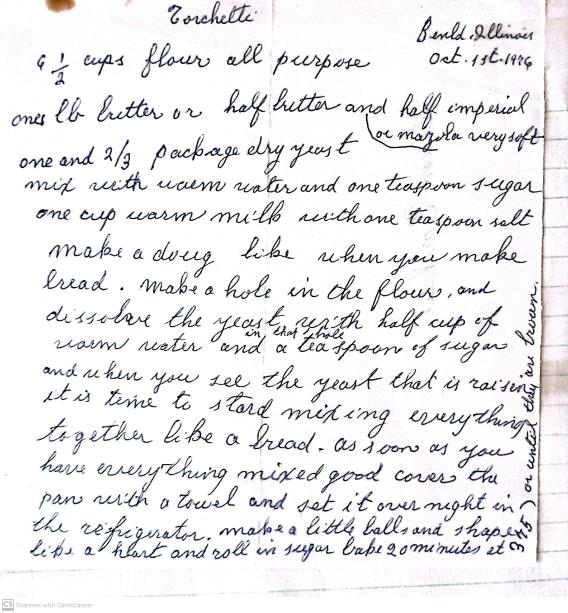 Torchetti
Benld, Illinois
Oct. 1st. 1976
6 1/2 cups flour all purpose
ones lb butter or half butter and half imperial
or mazola very soft
one and 2/3 package dry yeast
mix with warm water and one teaspoon sugar
one cup warm milk with one teaspoon salt
make a doug like when you make
bread. make a hole in the flour, and
dissolve the yeast with half cup of
in that hole
warm water and a teaspoon of sugar
and when you see the yeast that is raisen
it is time to stard mixing everything
together like a bread. as soon as you
have everything mixed good cover the
pan with a towel and set it over night in
the refrigirator. make a little balls and shape
like a heart and roll in sugar bake 20 minutes at
375) or until they are brown.
CS Scanned with CamScanner